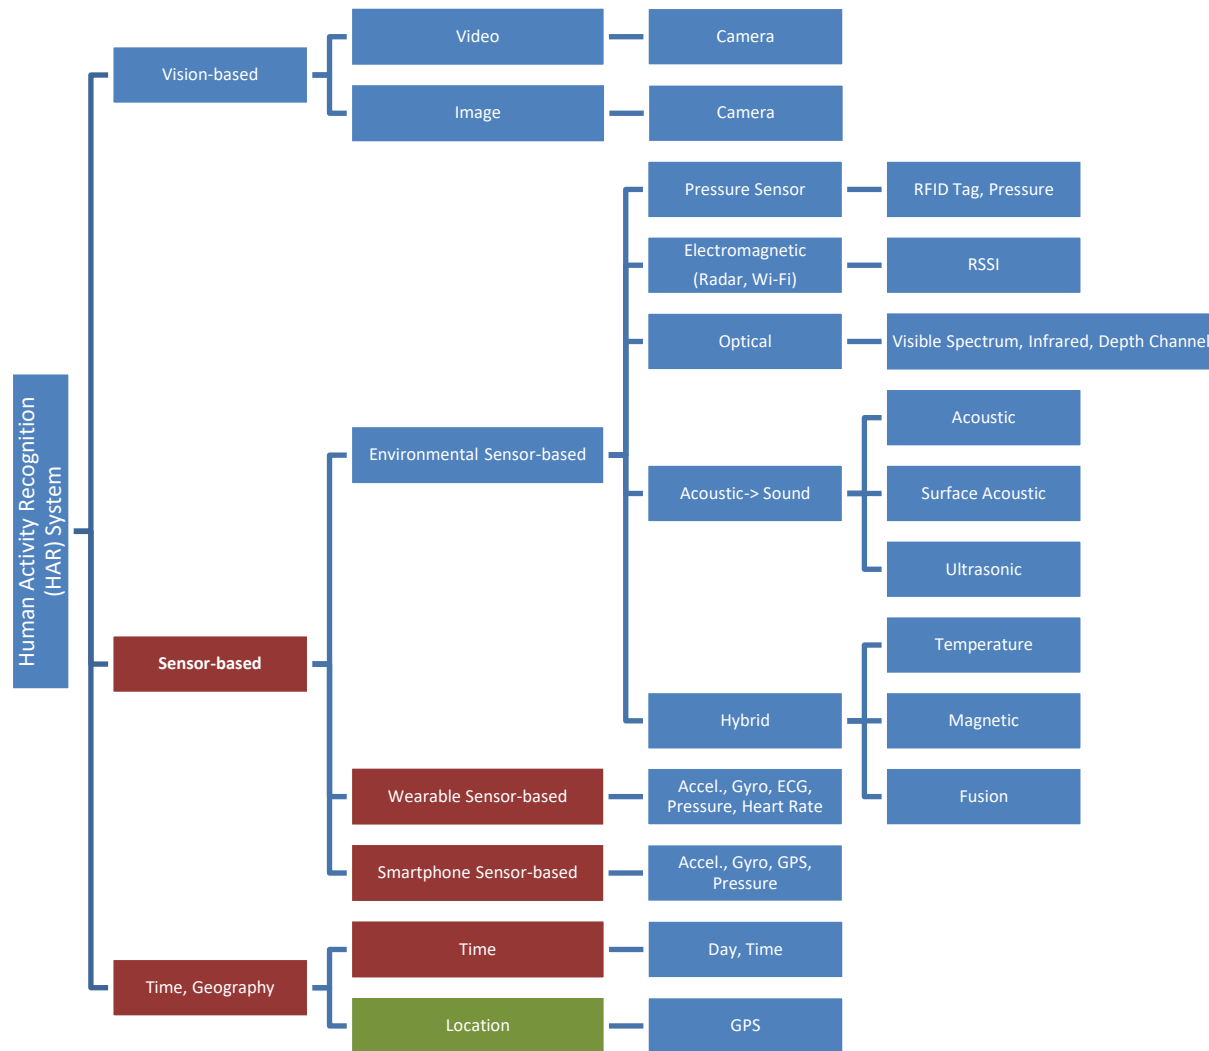 Human Activity Recognition
(HAR) System
Vision-based
Video
Camera
Image
Camera
Sensor-based
Environmental Sensor-based
Pressure Sensor
RFID Tag, Pressure
Electromagnetic
(Radar, Wi-Fi)
RSSI
Optical
Visible Spectrum, Infrared, Depth Channel
Acoustic-> Sound
Acoustic
Surface Acoustic
Ultrasonic
Hybrid
Temperature
Magnetic
Fusion
Wearable Sensor-based
Accel., Gyro, ECG,
Pressure, Heart Rate
Smartphone Sensor-based
Accel., Gyro, GPS,
Pressure
Time, Geography
Time
Day, Time
Location
GPS